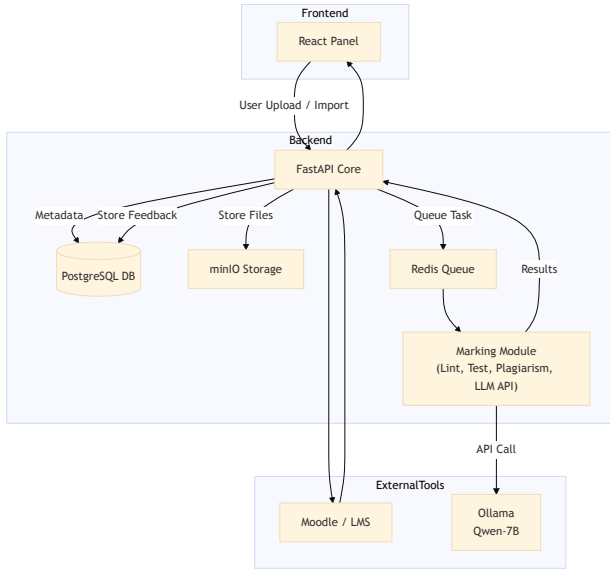 Frontend
React Panel
User Upload / Import
Backend
FastAPI Core
Metadata
Store Feedback
Store Files
Queue Task
PostgreSQL DB
minIO Storage
Redis Queue
Results
Marking Module
(Lint, Test, Plagiarism,
LLM API)
API Call
ExternalTools
Moodle / LMS
Ollama
Qwen-7B